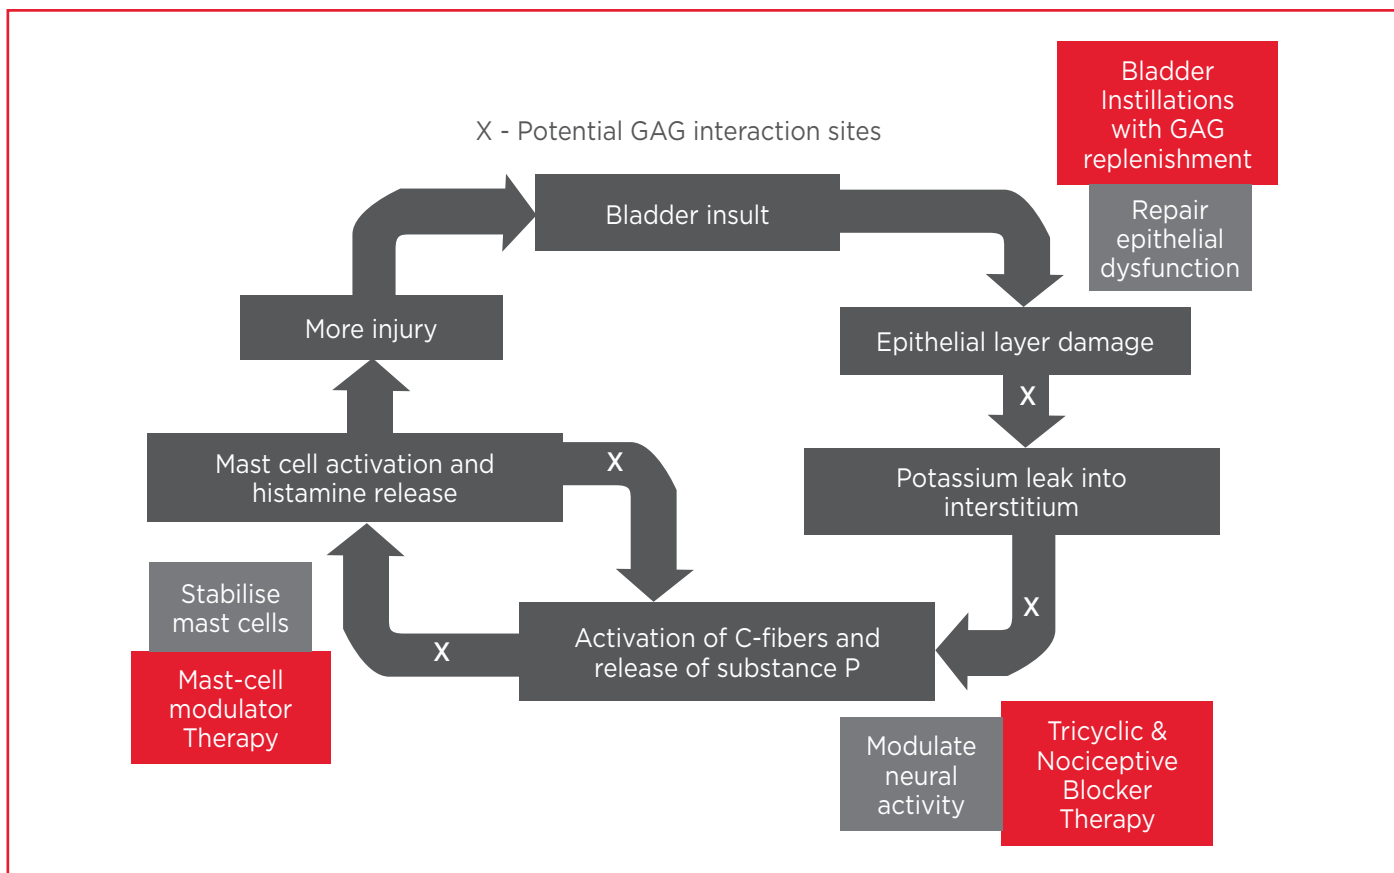 X - Potential GAG interaction sites
Bladder
Instillations
with GAG
replenishment
Repair
epithelial
dysfunction
Bladder insult
More injury
Epithelial layer damage
X
Mast cell activation and
histamine release
X
Potassium leak into
interstitium
X
Stabilise
mast cells
Mast-cell
modulator
Therapy
X
Activation of C-fibers and
release of substance P
Modulate
neural
activity
Tricyclic &
Nociceptive
Blocker
Therapy